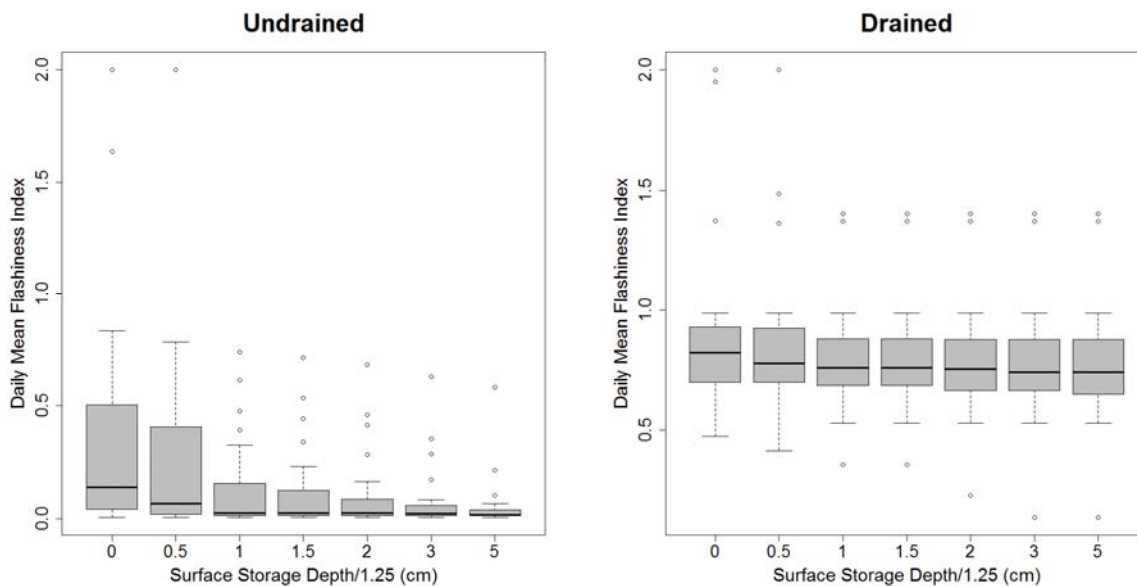 Undrained
Daily Mean Flashiness Index
2.0
1.5
1.0
0.5
0.0
0 0.5 1 1.5 2 3 5
Surface Storage Depth/1.25 (cm)
Drained
Daily Mean Flashiness Index
2.0
1.5
1.0
0.5
0 0.5 1 1.5 2 3 5
Surface Storage Depth/1.25 (cm)